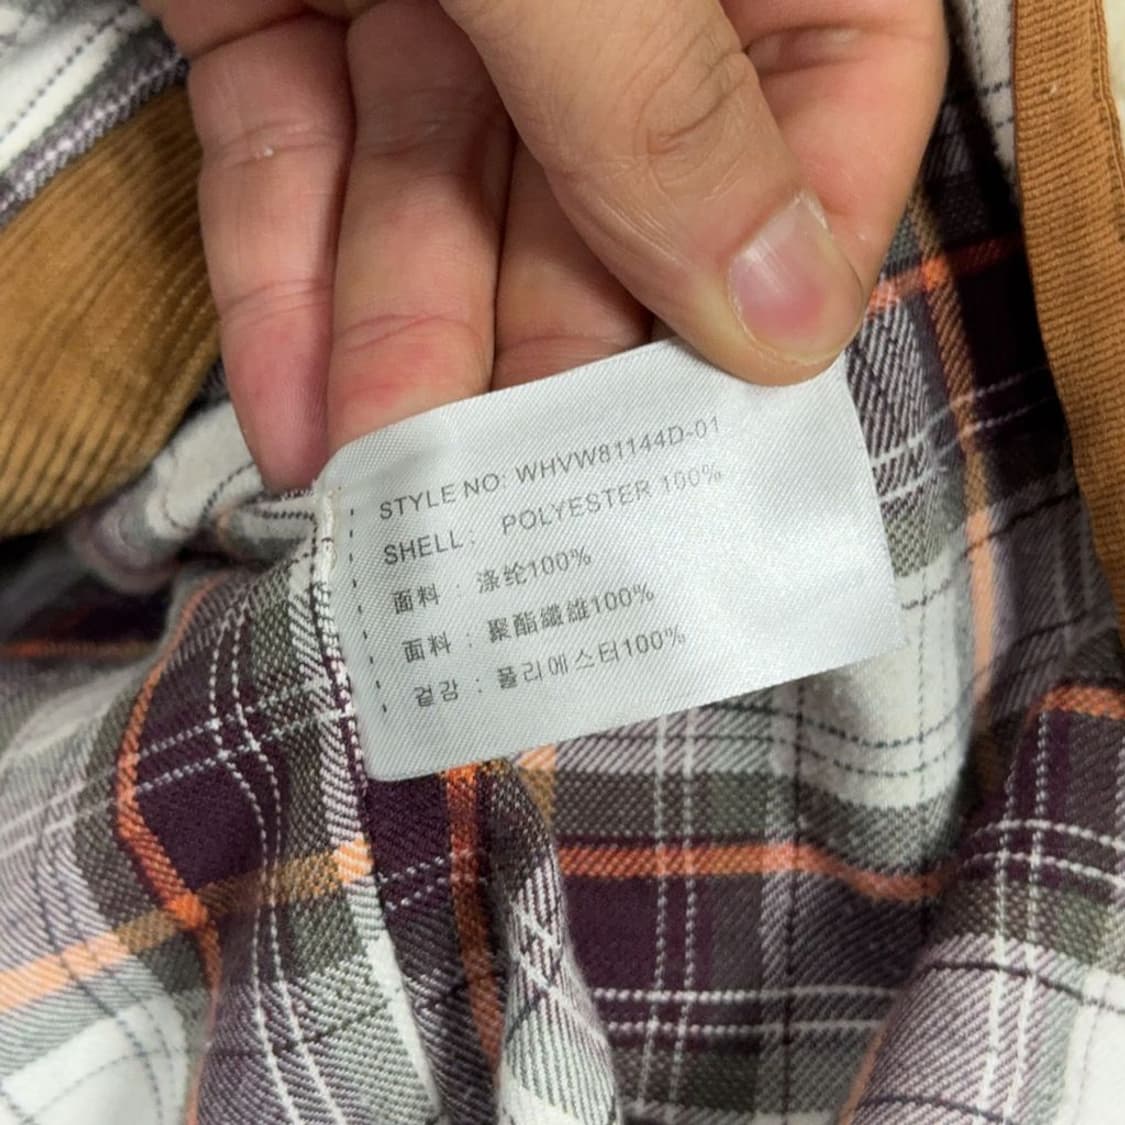 STYLE NO: WHVW81144D-01
SHELL: POLYESTER 100%
面料：涤纶100%
面料：聚酯纖維100%
겉감 : 폴리에스터100%